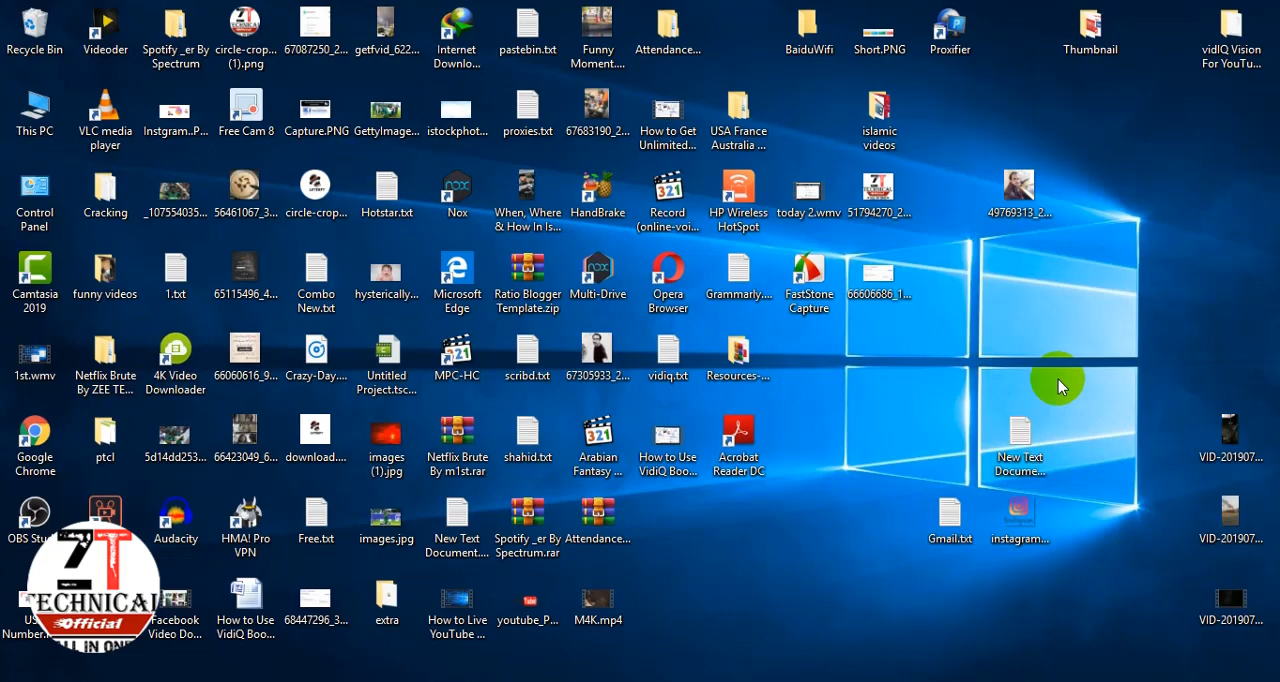 Recycle Bin
Videoder
Spotify _er By
Spectrum
circle-crop...
(1).png
67087250_2...
getfvid_622...
Internet
Downlo...
pastebin.txt
Funny
Moment....
Attendance...
BaiduWifi
Short.PNG
Proxifier
Thumbnail
vidIQ Vision
For YouTu...
This PC
VLC media
player
Instgram..P...
Free Cam 8
Capture.PNG
GettyImage...
istockphot...
proxies.txt
67683190_2...
How to Get
Unlimited...
USA France
Australia ...
islamic
videos
Control
Panel
Cracking
_107554035...
56461067_3...
circle-crop...
Hotstar.txt
Nox
When, Where
& How In Is...
HandBrake
Record
(online-voi...
HP Wireless
HotSpot
today 2.wmv
51794270_2...
49769313_2...
Camtasia
2019
funny videos
1.txt
65115496_4...
Combo
New.txt
hysterically...
Microsoft
Edge
Ratio Blogger
Template.zip
Multi-Drive
Opera
Browser
Grammarly....
FastStone
Capture
66606686_1...
1st.wmv
Netflix Brute
By ZEE TE...
4K Video
Downloader
66060616_9...
Crazy-Day....
Untitled
Project.tsc...
MPC-HC
scribd.txt
67305933_2...
vidiq.txt
Resources-...
Google
Chrome
ptcl
5d14dd253...
66423049_6...
download....
images
(1).jpg
Netflix Brute
By m1st.rar
shahid.txt
Arabian
Fantasy ...
How to Use
VidiQ Boo...
Acrobat
Reader DC
New Text
Docume...
VID-201907...
OBS Stu
Audacity
HMA! Pro
VPN
Free.txt
images.jpg
New Text
Document....
Spotify _er By
Spectrum.rar
Attendance...
Gmail.txt
instagram...
VID-201907...
US
Number.
Facebook
Video Do...
How to Use
VidiQ Boo...
68447296_3...
extra
How to Live
YouTube ...
youtube_P...
M4K.mp4
VID-201907...
ZT
TECHNICAL
Official
ALL IN ONE